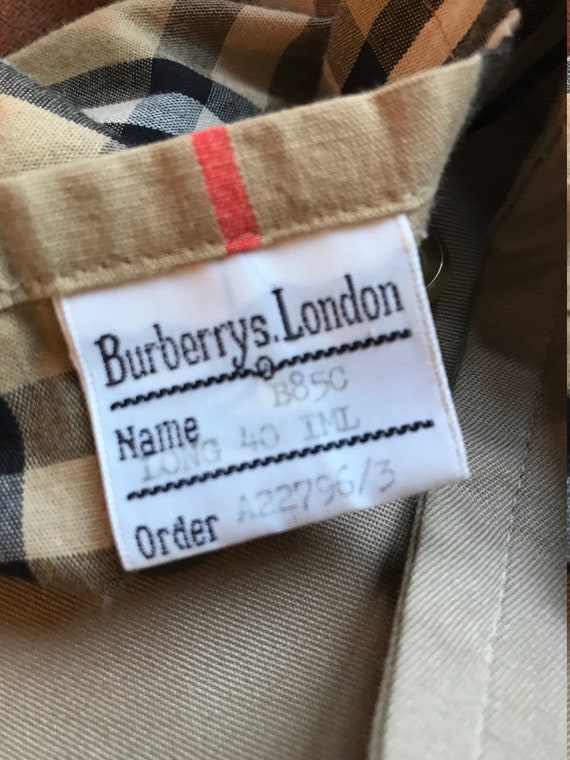 Burberrys. London
B85C
Name
LONG 40 IML
Order A22796/3